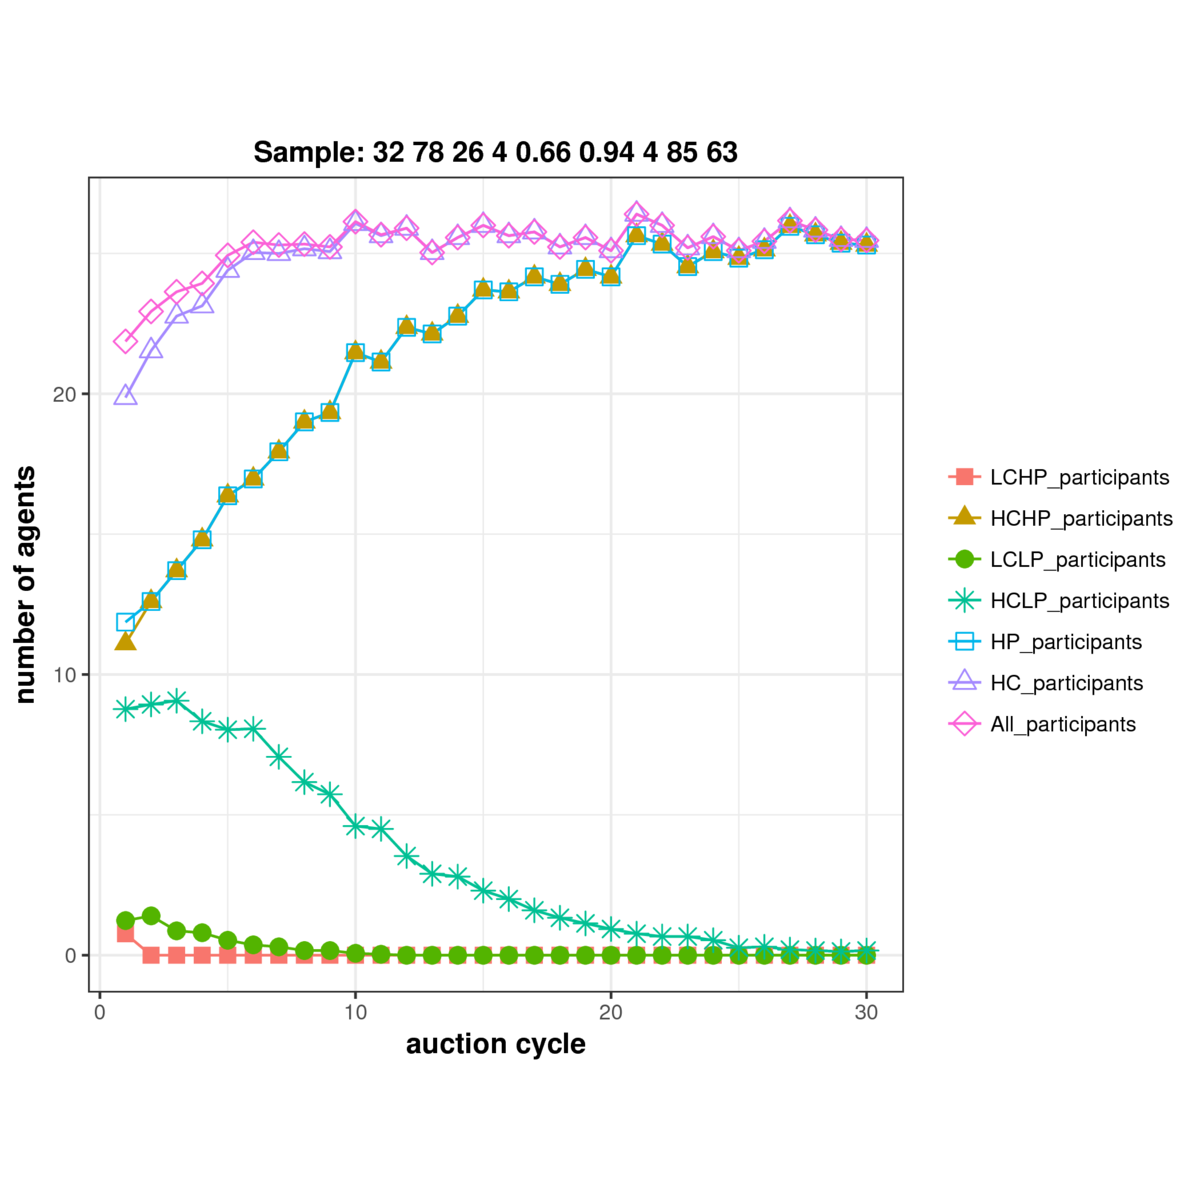 Sample: 32 78 26 4 0.66 0.94 4 85 63
number of agents
20
10
0
0 10 20 30
auction cycle
LCHP_participants
HCHP_participants
LCLP_participants
HCLP_participants
HP_participants
HC_participants
All_participants